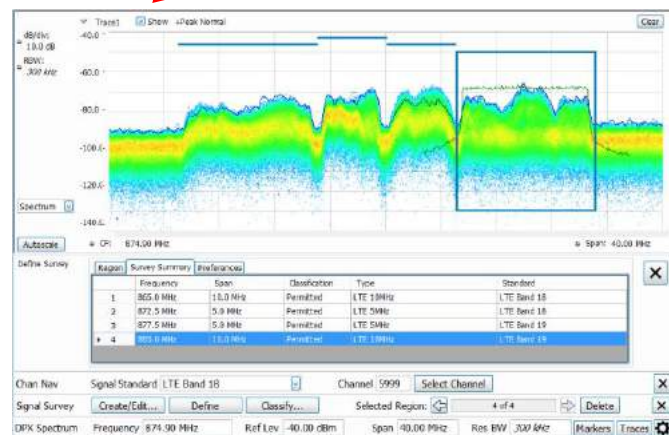 Trace1 Show +Peak Normal Clear
dB/div:
10.0 dB
RBW:
300 kHz
-40.0
-60.0
-80.0
-100.0
-120.0
-140.0
Spectrum
Autoscale CF: 874.90 MHz Span: 40.00 MHz
Define Survey
Region Survey Summary Preferences
Frequency Span Classification Type Standard
1 865.0 MHz 10.0 MHz Permitted LTE 10MHz LTE Band 18
2 872.5 MHz 5.0 MHz Permitted LTE 5MHz LTE Band 18
3 877.5 MHz 5.0 MHz Permitted LTE 5MHz LTE Band 19
4 885.0 MHz 10.0 MHz Permitted LTE 10MHz LTE Band 19
Chan Nav Signal Standard LTE Band 18 Channel 5999 Select Channel
Signal Survey Create/Edit... Define Classify... Selected Region: 4 of 4 Delete
DPX Spectrum Frequency 874.90 MHz Ref Lev -40.00 dBm Span 40.00 MHz Res BW 300 kHz Markers Traces